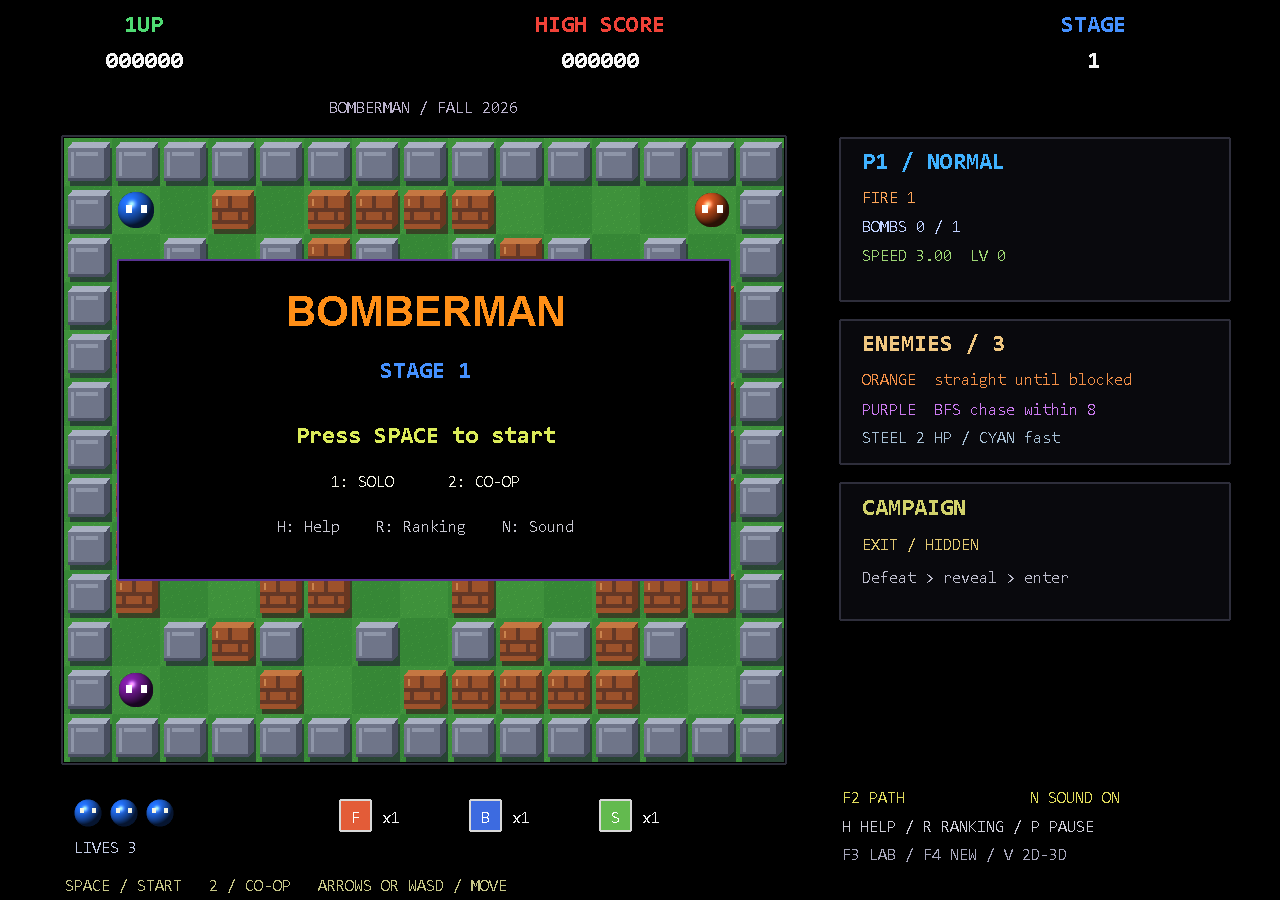 1UP
HIGH SCORE
STAGE
000000
000000
1
BOMBERMAN / FALL 2026
BOMBERMAN
STAGE 1
Press SPACE to start
1: SOLO 2: CO-OP
H: Help R: Ranking N: Sound
P1 / NORMAL
FIRE 1
BOMBS 0 / 1
SPEED 3.00 LV 0
ENEMIES / 3
ORANGE straight until blocked
PURPLE BFS chase within 8
STEEL 2 HP / CYAN fast
CAMPAIGN
EXIT / HIDDEN
Defeat > reveal > enter
F x1
B x1
S x1
LIVES 3
SPACE / START 2 / CO-OP ARROWS OR WASD / MOVE
F2 PATH N SOUND ON
H HELP / R RANKING / P PAUSE
F3 LAB / F4 NEW / V 2D-3D